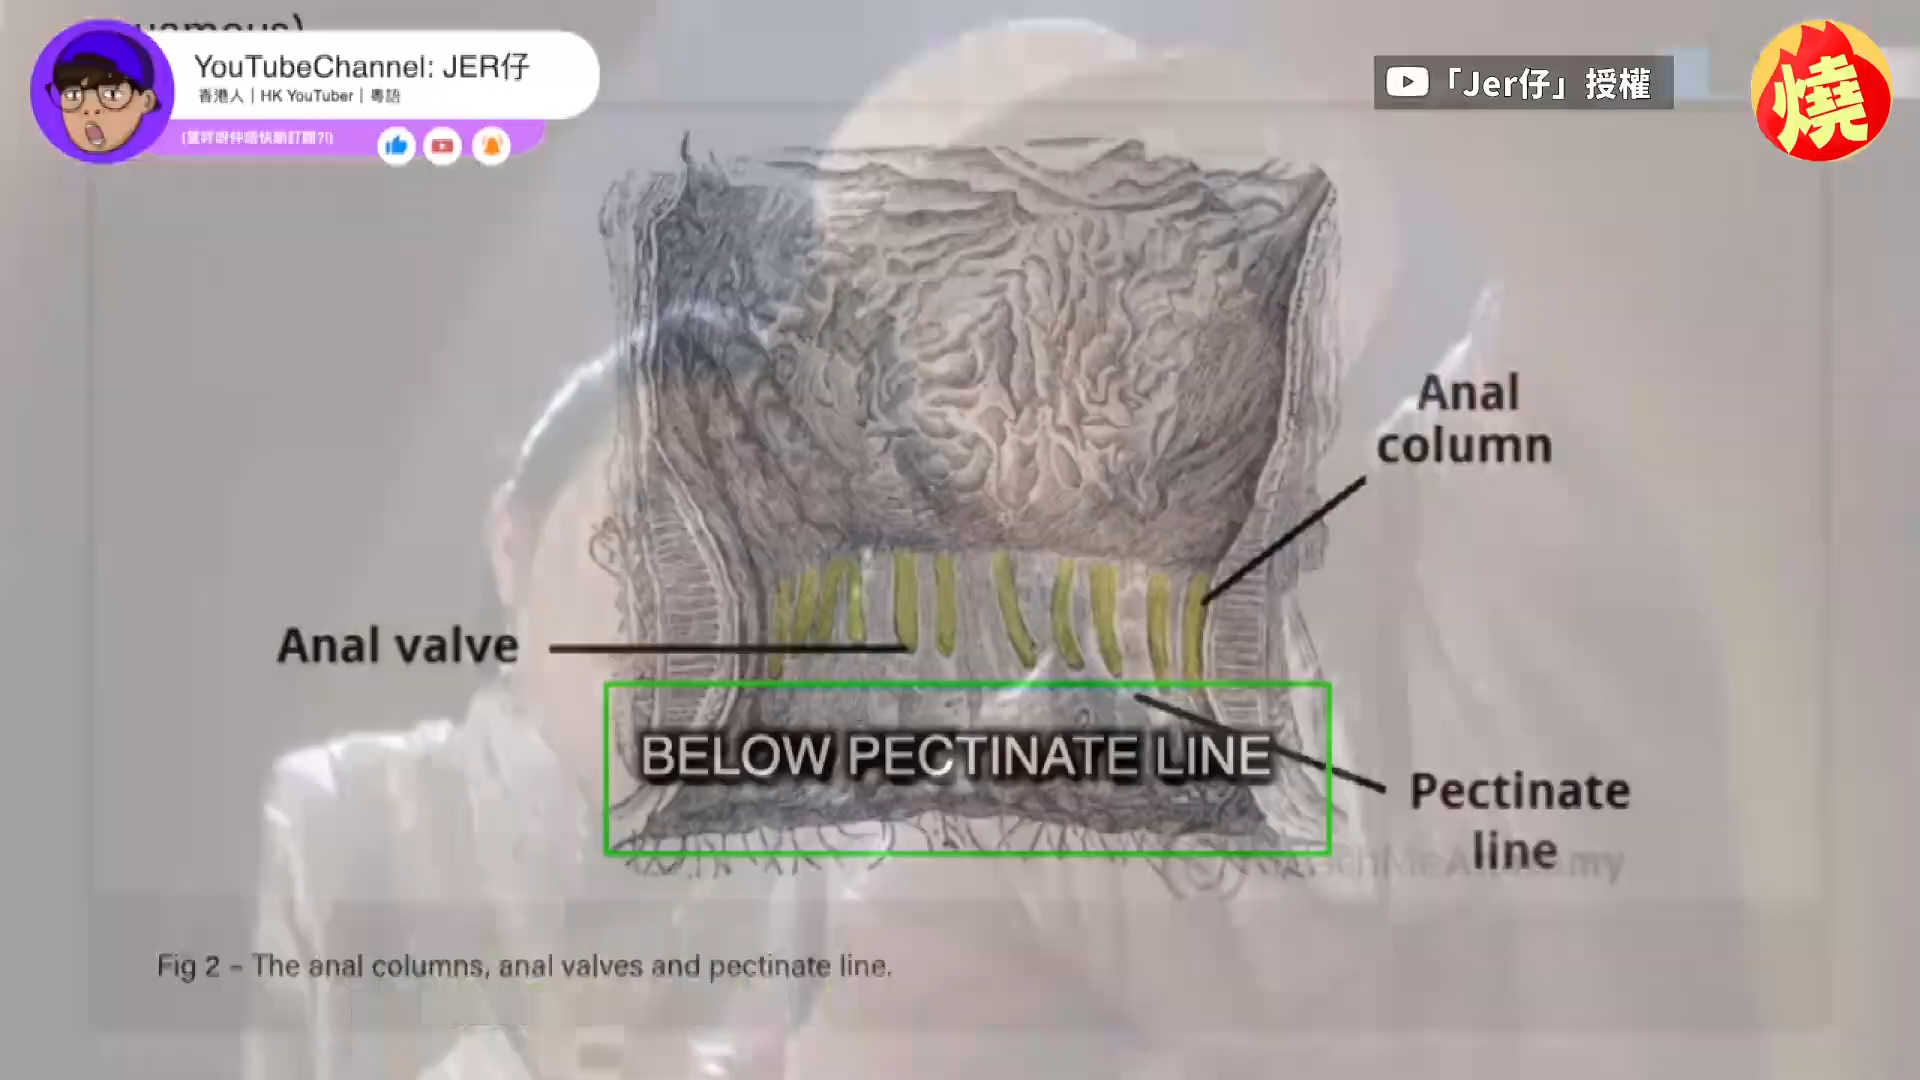 YouTubeChannel: JER仔
香港人 | HK YouTuber | 粵語
「Jer仔」授權
燒
Anal
column
Anal valve
BELOW PECTINATE LINE
Pectinate
line
Fig 2 – The anal columns, anal valves and pectinate line.